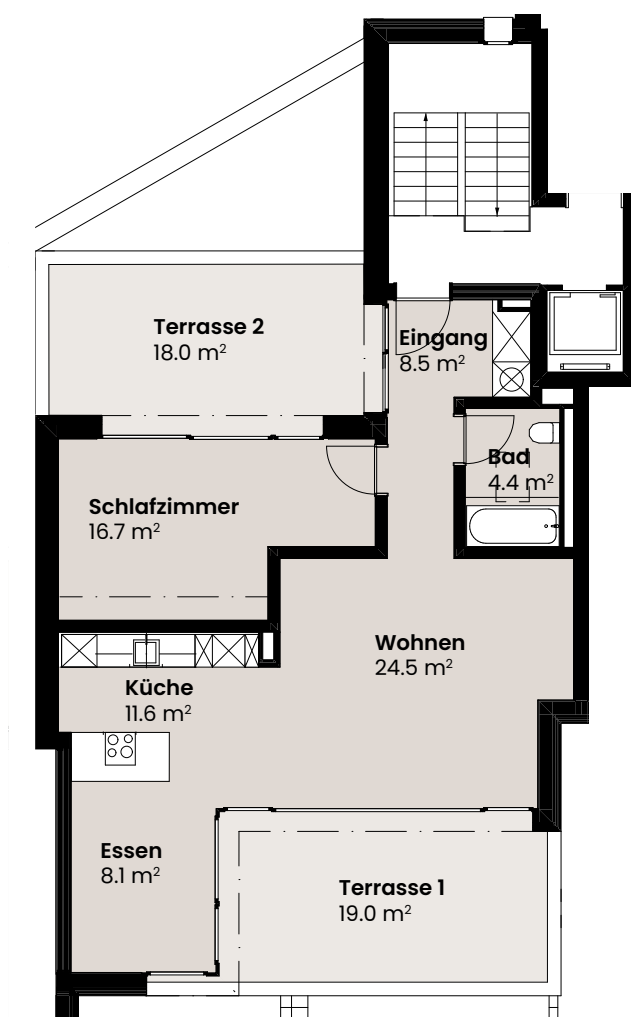 Terrasse 2
18.0 m²
Eingang
8.5 m²
Bad
4.4 m²
Schlafzimmer
16.7 m²
Wohnen
24.5 m²
Küche
11.6 m²
Essen
8.1 m²
Terrasse 1
19.0 m²